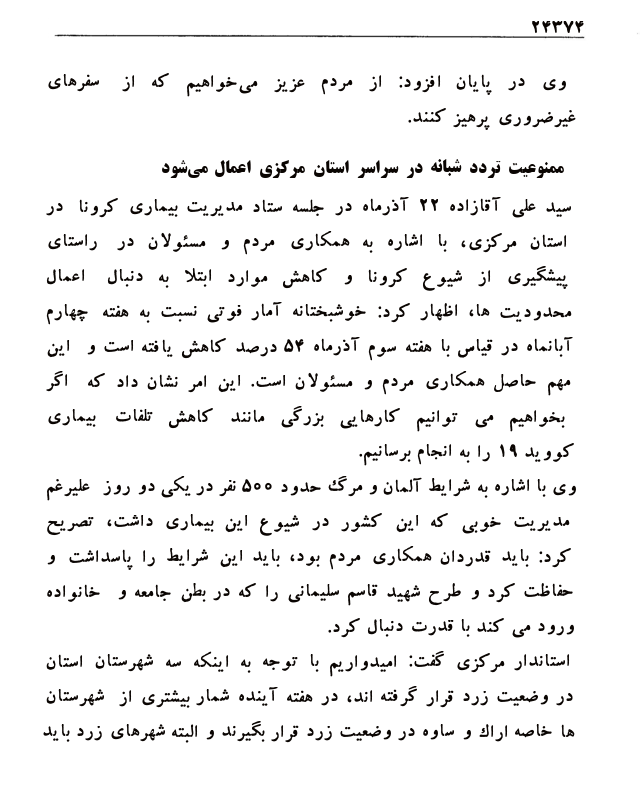 ۲۴۳۷۴
وی در پایان افزود: از مردم عزیز می‌خواهیم که از سفرهای
غیرضروری پرهیز کنند.
ممنوعیت تردد شبانه در سراسر استان مرکزی اعمال می‌شود
سید علی آقازاده ۲۲ آذرماه در جلسه ستاد مدیریت بیماری کرونا در
استان مرکزی، با اشاره به همکاری مردم و مسئولان در راستای
پیشگیری از شیوع کرونا و کاهش موارد ابتلا به دنبال اعمال
محدودیت ها، اظهار کرد: خوشبختانه آمار فوتی نسبت به هفته چهارم
آبانماه در قیاس با هفته سوم آذرماه ۵۴ درصد کاهش یافته است و این
مهم حاصل همکاری مردم و مسئولان است. این امر نشان داد که اگر
بخواهیم می توانیم کارهایی بزرگی مانند کاهش تلفات بیماری
کووید ۱۹ را به انجام برسانیم.
وی با اشاره به شرایط آلمان و مرگ حدود ۵۰۰ نفر در یکی دو روز علیرغم
مدیریت خوبی که این کشور در شیوع این بیماری داشت، تصریح
کرد: باید قدردان همکاری مردم بود، باید این شرایط را پاسداشت و
حفاظت کرد و طرح شهید قاسم سلیمانی را که در بطن جامعه و خانواده
ورود می کند با قدرت دنبال کرد.
استاندار مرکزی گفت: امیدواریم با توجه به اینکه سه شهرستان استان
در وضعیت زرد قرار گرفته اند، در هفته آینده شمار بیشتری از شهرستان
ها خاصه اراک و ساوه در وضعیت زرد قرار بگیرند و البته شهرهای زرد باید